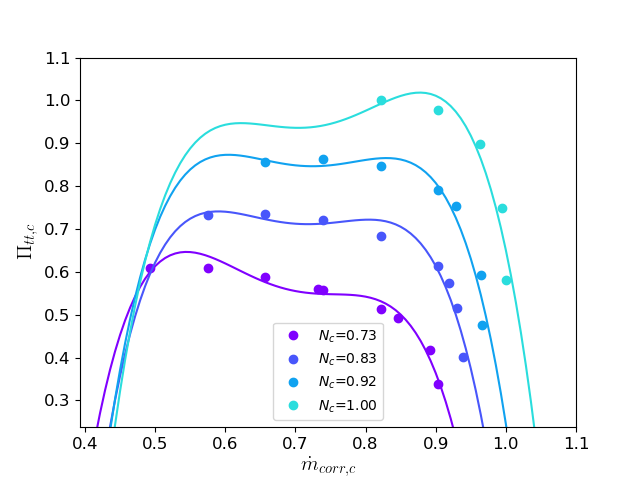 1.1
1.0
0.9
0.8
0.7
0.6
0.5
0.4
0.3
Π_{tt,c}
N_c=0.73
N_c=0.83
N_c=0.92
N_c=1.00
0.4 0.5 0.6 0.7 0.8 0.9 1.0 1.1
ṁ_{corr,c}